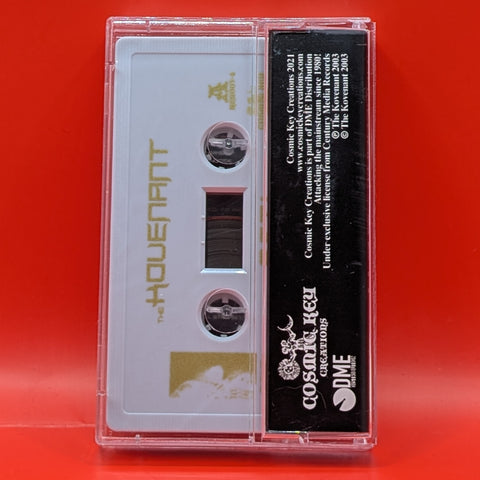 THE KOVENANT
A
Cosmic Key Creations 2021
www.cosmickeycreations.com
Cosmic Key Creations is part of DME Distribution
Attacking the mainstream since 1980!
Under exclusive license from Century Media Records
℗ The Kovenant 2003
© The Kovenant 2003
COSMIC KEY
CREATIONS
DME